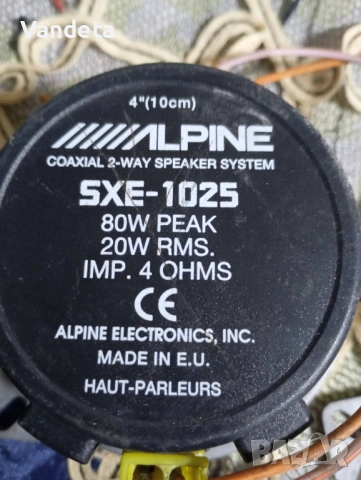 Vandeta
4"(10cm)
ALPINE
COAXIAL 2-WAY SPEAKER SYSTEM
SXE-1025
80W PEAK
20W RMS.
IMP. 4 OHMS
CE
ALPINE ELECTRONICS, INC.
MADE IN E.U.
HAUT-PARLEURS
BAZAR